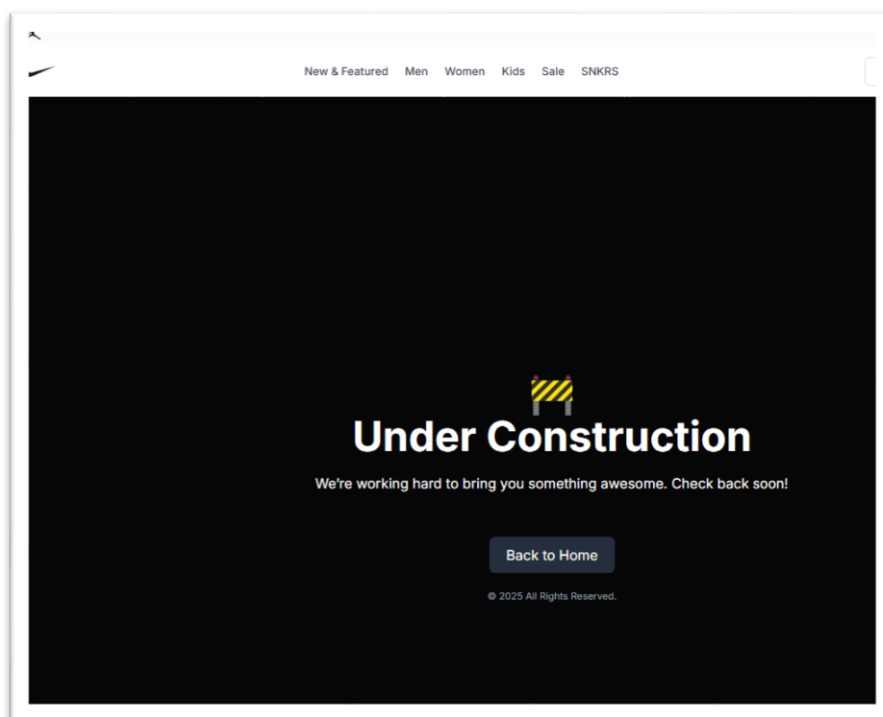 New & Featured Men Women Kids Sale SNKRS
Under Construction
We're working hard to bring you something awesome. Check back soon!
Back to Home
© 2025 All Rights Reserved.